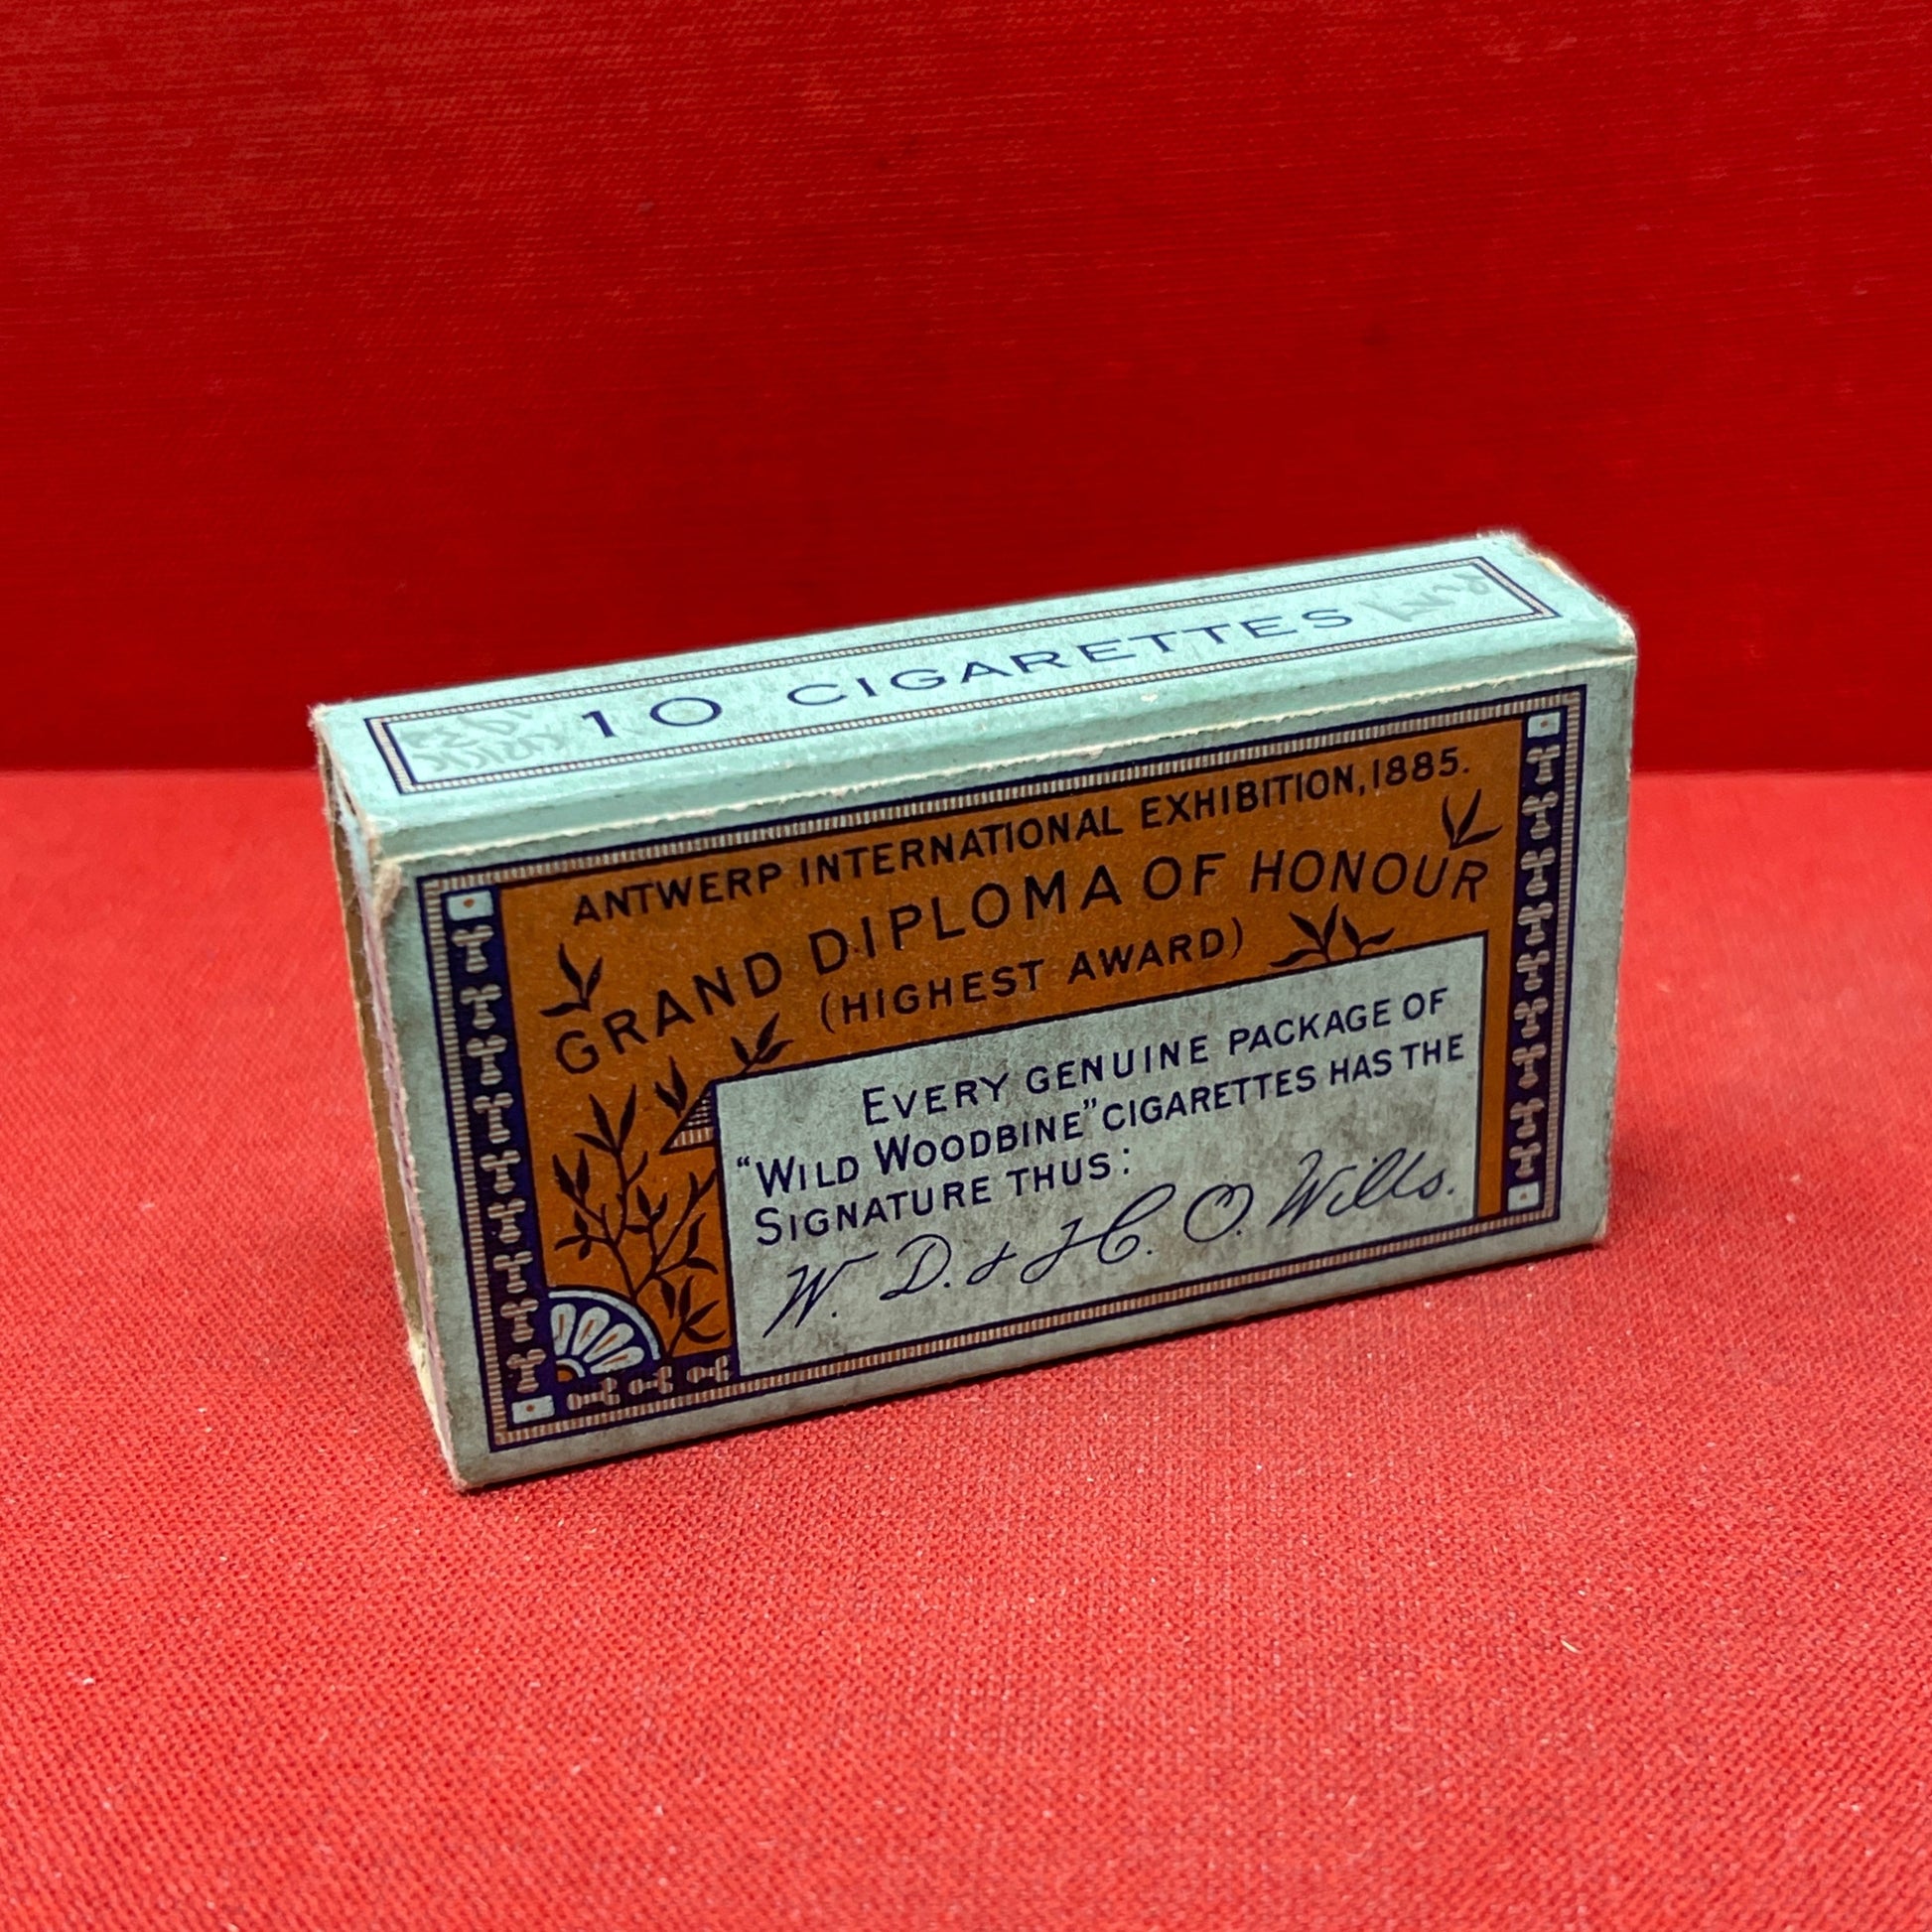 10 CIGARETTES
ANTWERP INTERNATIONAL EXHIBITION, 1885.
GRAND DIPLOMA OF HONOUR
(HIGHEST AWARD)
EVERY GENUINE PACKAGE OF
"WILD WOODBINE" CIGARETTES HAS THE
SIGNATURE THUS:
W. D. & H. O. Wills.